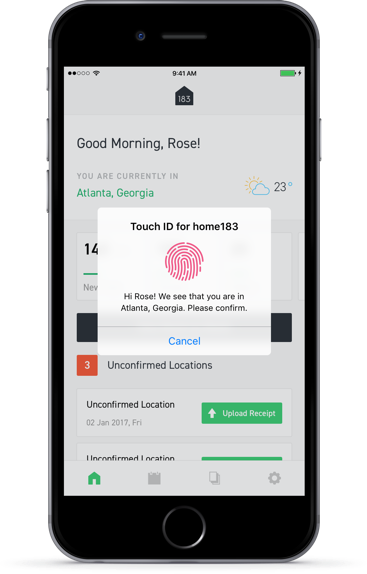 9:41 AM
183
Good Morning, Rose!
YOU ARE CURRENTLY IN
Atlanta, Georgia
23°
Touch ID for home183
Hi Rose! We see that you are in
Atlanta, Georgia. Please confirm.
Cancel
3 Unconfirmed Locations
Unconfirmed Location
02 Jan 2017, Fri
Upload Receipt
Unconfirmed Location